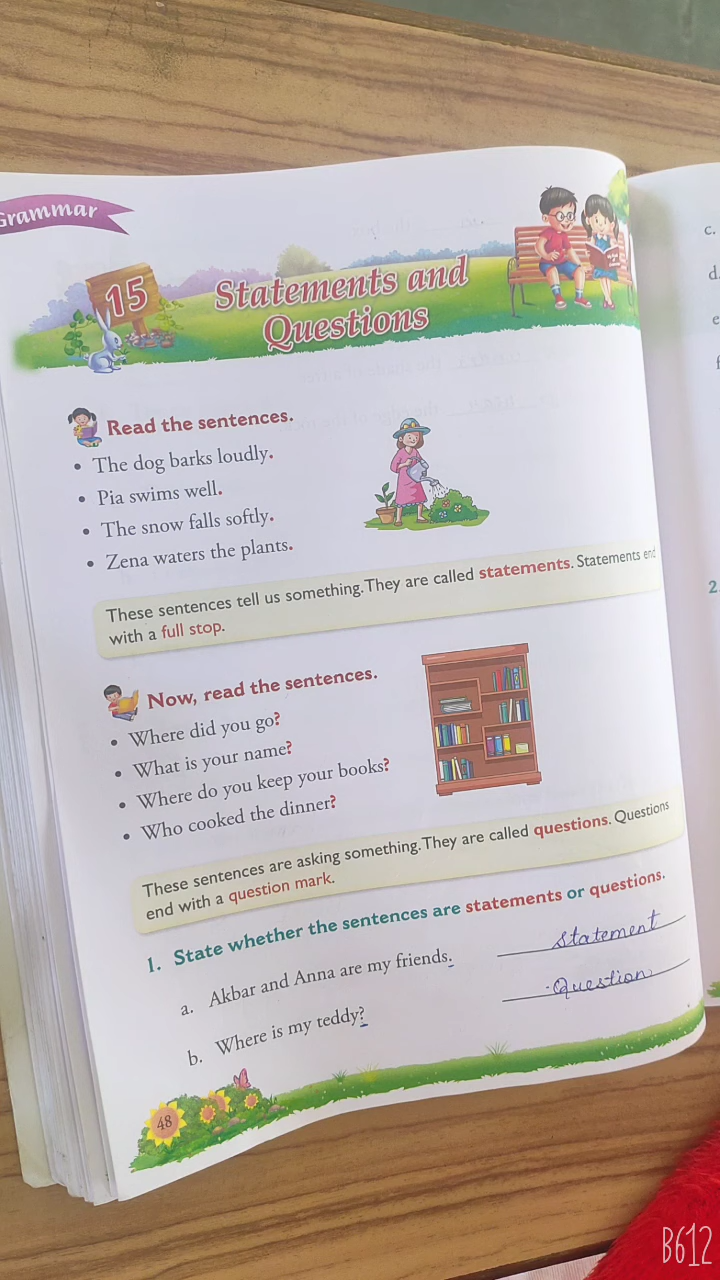 Grammar
15
Statements and
Questions
Read the sentences.
• The dog barks loudly.
• Pia swims well.
• The snow falls softly.
• Zena waters the plants.
These sentences tell us something. They are called statements. Statements end
with a full stop.
Now, read the sentences.
• Where did you go?
• What is your name?
• Where do you keep your books?
• Who cooked the dinner?
These sentences are asking something. They are called questions. Questions
end with a question mark.
1. State whether the sentences are statements or questions.
a. Akbar and Anna are my friends. statement
b. Where is my teddy? Question
48
c.
d.
e
f
2.
B612